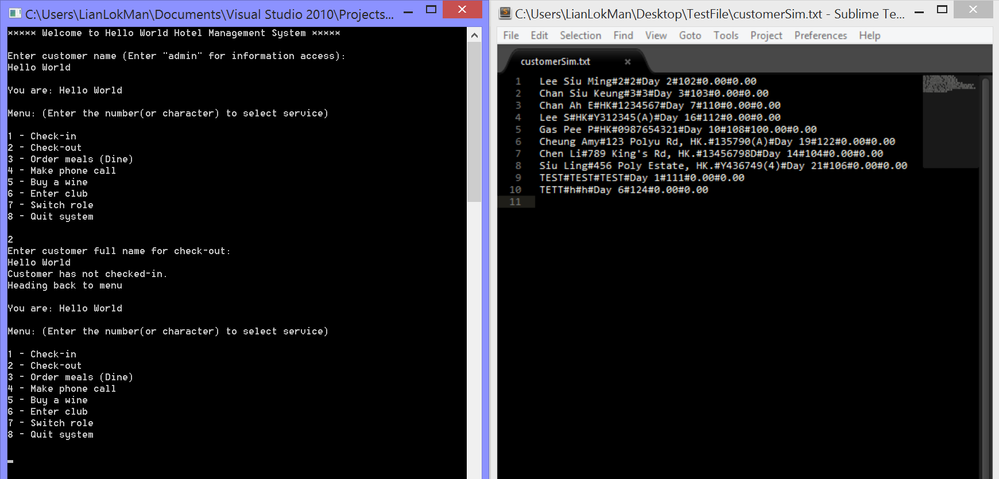 C:\Users\LianLokMan\Documents\Visual Studio 2010\Projects...
***** Welcome to Hello World Hotel Management System *****
Enter customer name (Enter "admin" for information access):
Hello World
You are: Hello World
Menu: (Enter the number(or character) to select service)
1 - Check-in
2 - Check-out
3 - Order meals (Dine)
4 - Make phone call
5 - Buy a wine
6 - Enter club
7 - Switch role
8 - Quit system
2
Enter customer full name for check-out:
Hello World
Customer has not checked-in.
Heading back to menu
You are: Hello World
Menu: (Enter the number(or character) to select service)
1 - Check-in
2 - Check-out
3 - Order meals (Dine)
4 - Make phone call
5 - Buy a wine
6 - Enter club
7 - Switch role
8 - Quit system
C:\Users\LianLokMan\Desktop\TestFile\customerSim.txt - Sublime Te...
File Edit Selection Find View Goto Tools Project Preferences Help
customerSim.txt
1 Lee Siu Ming#2#2#Day 2#102#0.00#0.00
2 Chan Siu Keung#3#3#Day 3#103#0.00#0.00
3 Chan Ah E#HK#1234567#Day 7#110#0.00#0.00
4 Lee S#HK#Y312345(A)#Day 16#112#0.00#0.00
5 Gas Pee P#HK#0987654321#Day 10#108#100.00#0.00
6 Cheung Amy#123 Polyu Rd, HK.#135790(A)#Day 19#122#0.00#0.00
7 Chen Li#789 King's Rd, HK.#13456798D#Day 14#104#0.00#0.00
8 Siu Ling#456 Poly Estate, HK.#Y436749(4)#Day 21#106#0.00#0.00
9 TEST#TEST#TEST#Day 1#111#0.00#0.00
10 TETT#h#h#Day 6#124#0.00#0.00
11